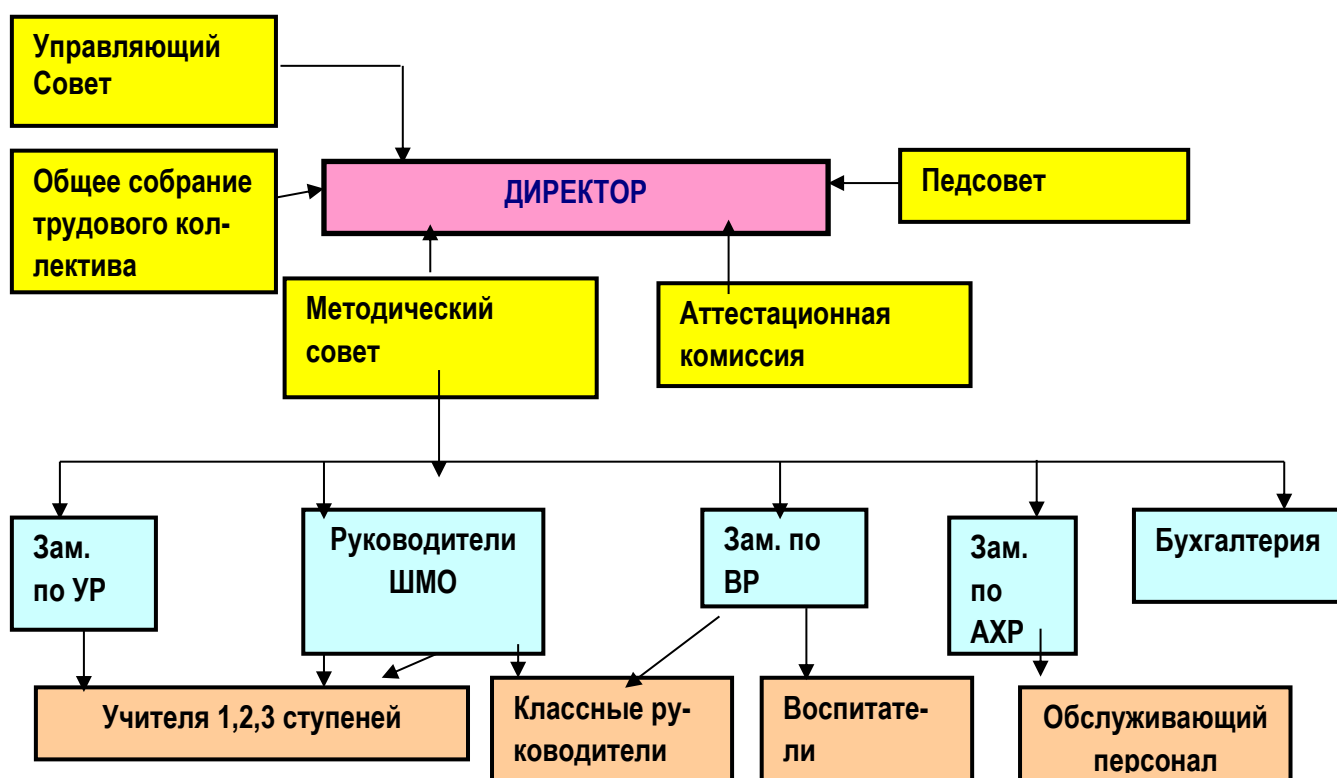 Управляющий
Совет
Общее собрание
трудового кол-
лектива
ДИРЕКТОР
Педсовет
Методический
совет
Аттестационная
комиссия
Зам.
по УР
Руководители
ШМО
Зам. по
ВР
Зам.
по
АХР
Бухгалтерия
Учителя 1,2,3 ступеней
Классные ру-
ководители
Воспитате-
ли
Обслуживающий
персонал